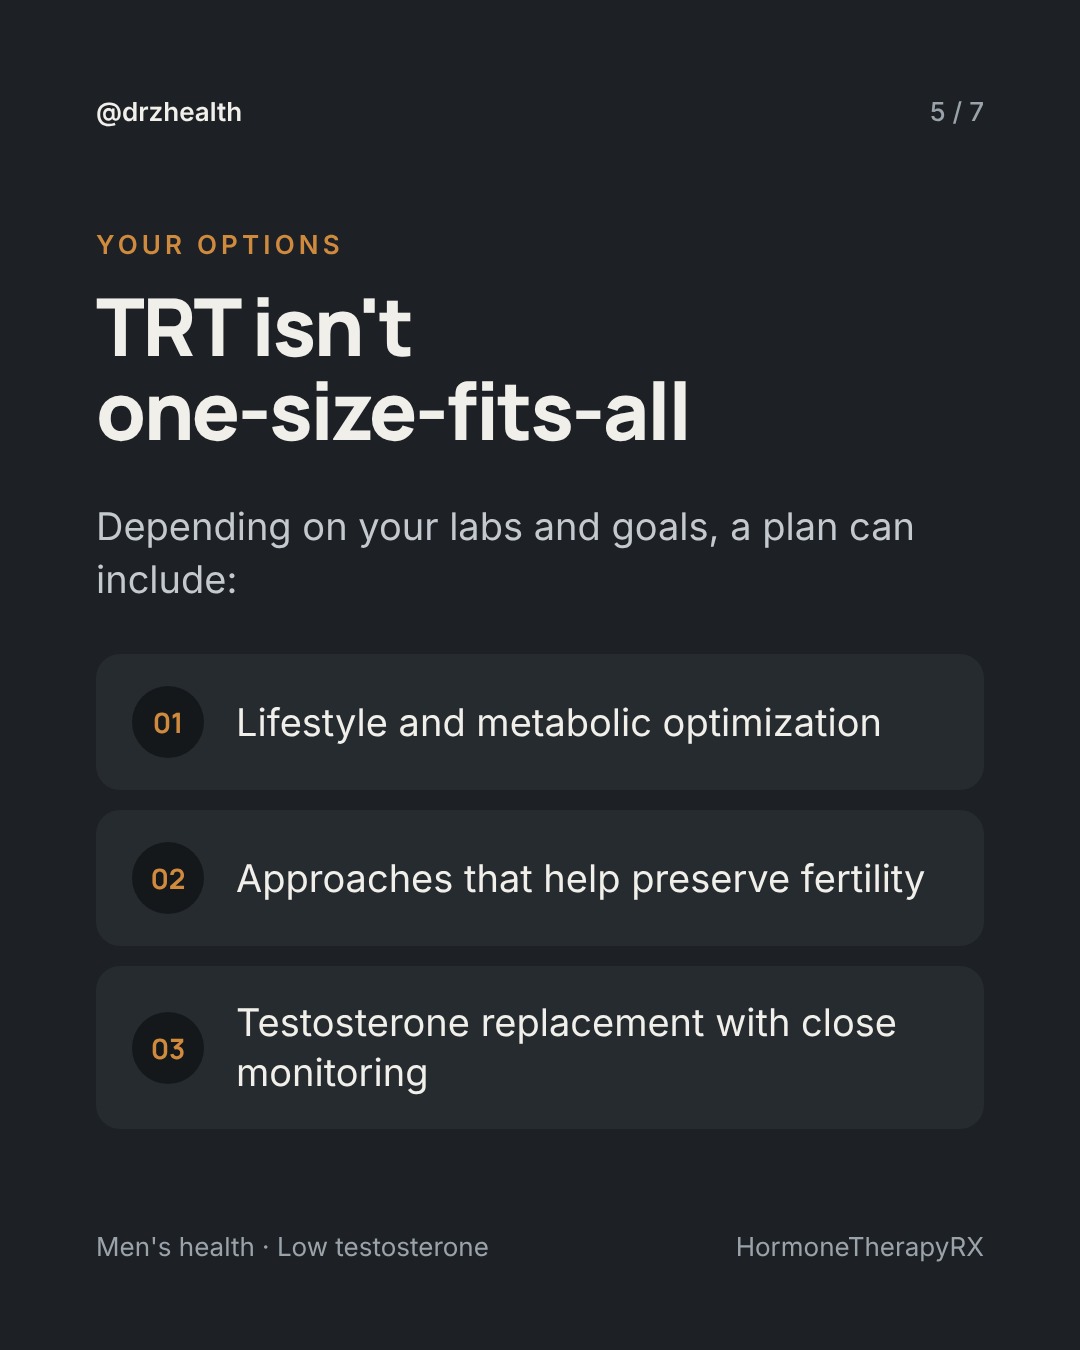 @drzhealth
5 / 7
YOUR OPTIONS
TRT isn't
one-size-fits-all
Depending on your labs and goals, a plan can
include:
01 Lifestyle and metabolic optimization
02 Approaches that help preserve fertility
03 Testosterone replacement with close
monitoring
Men's health · Low testosterone
HormoneTherapyRX